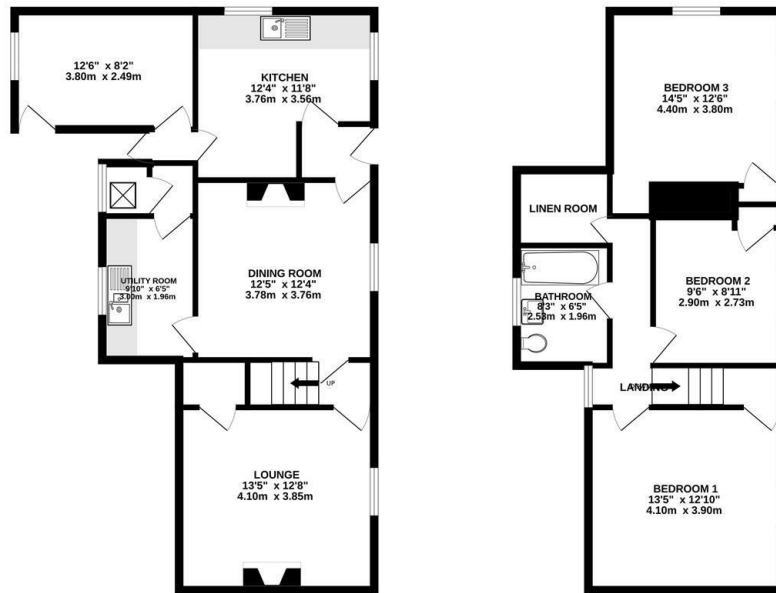 12'6" x 8'2"
3.80m x 2.49m
KITCHEN
12'4" x 11'8"
3.76m x 3.56m
DINING ROOM
12'5" x 12'4"
3.78m x 3.76m
UTILITY ROOM
9'10" x 6'5"
3.00m x 1.96m
UP
LOUNGE
13'5" x 12'8"
4.10m x 3.85m
BEDROOM 3
14'5" x 12'6"
4.40m x 3.80m
LINEN ROOM
BEDROOM 2
9'6" x 8'11"
2.90m x 2.73m
BATHROOM
8'3" x 6'5"
2.53m x 1.96m
LANDING
BEDROOM 1
13'5" x 12'10"
4.10m x 3.90m